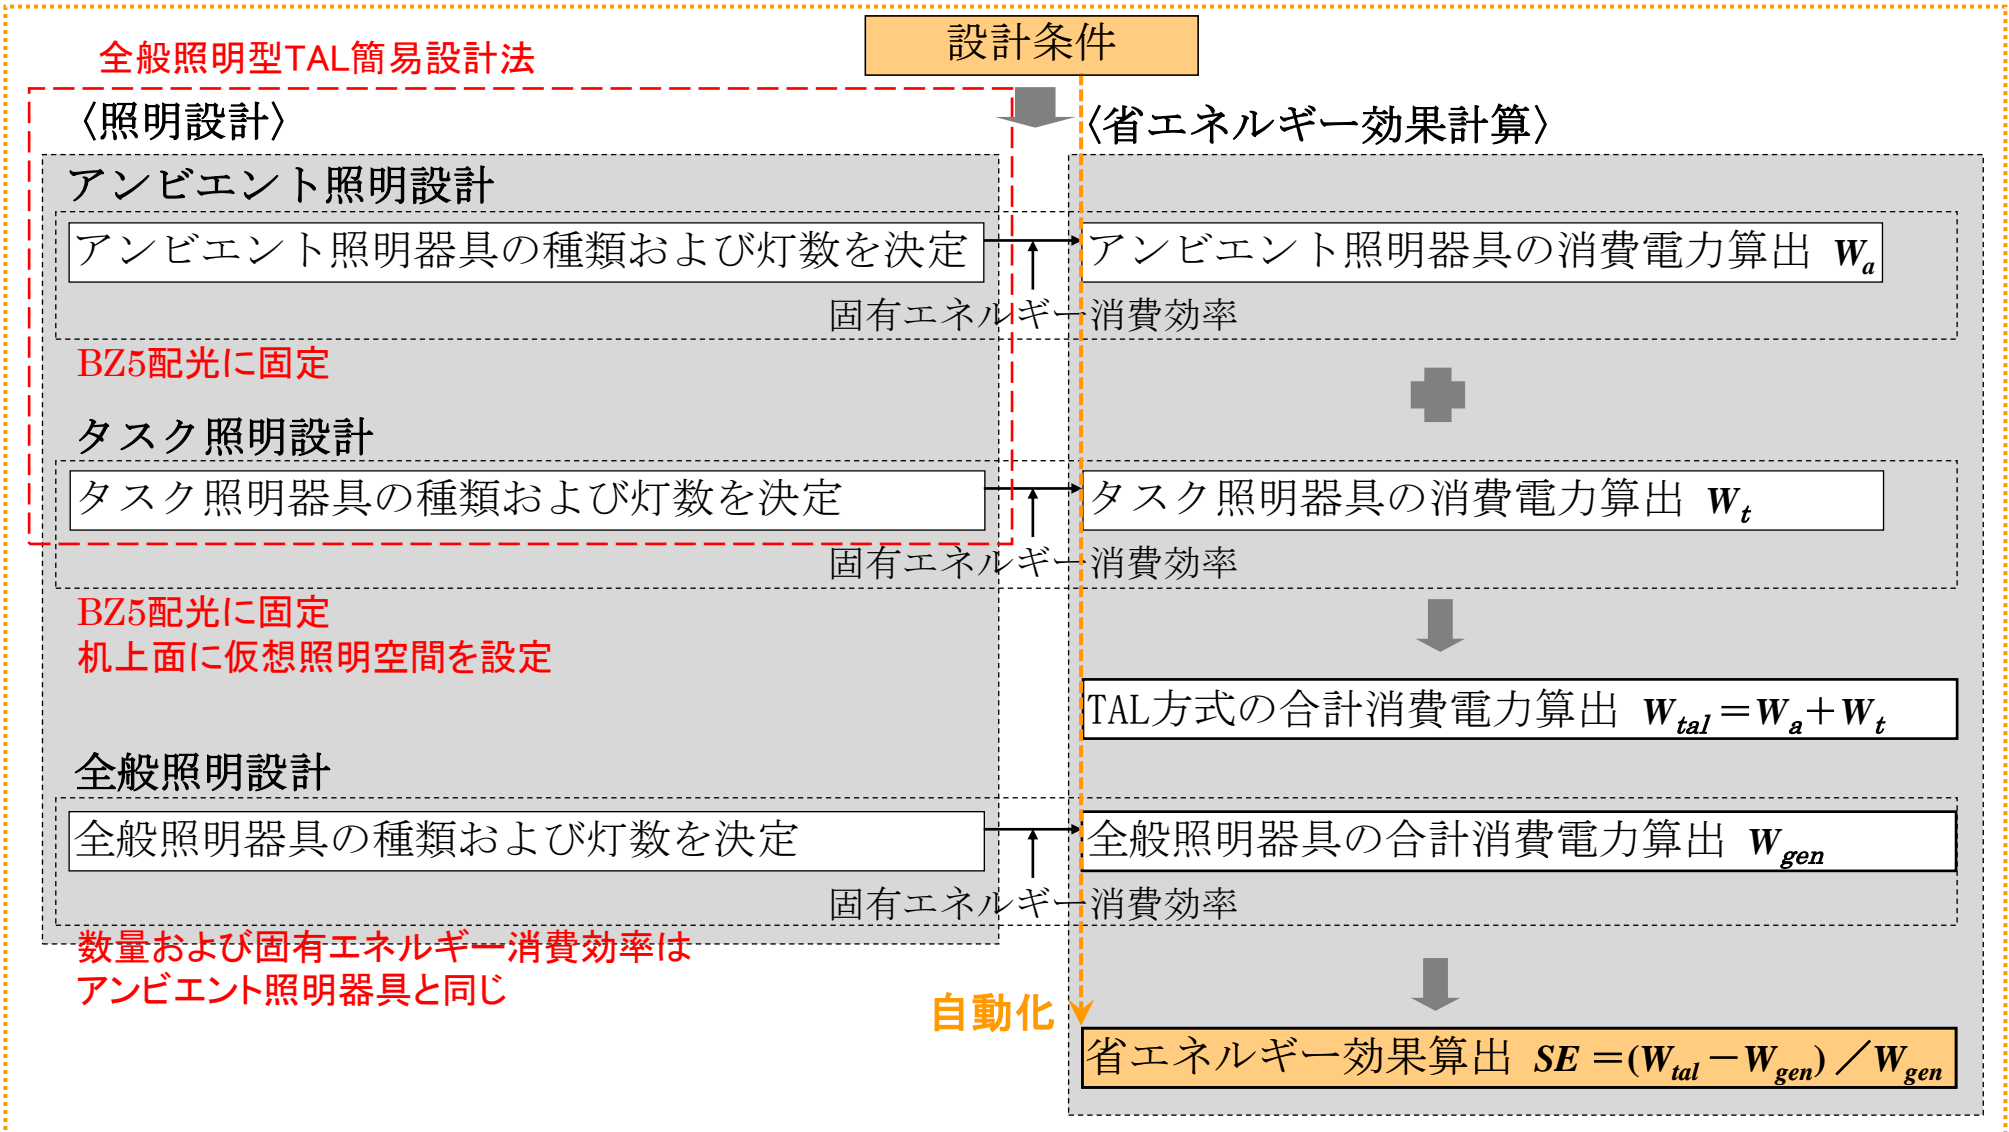 設計条件
全般照明型TAL簡易設計法
〈照明設計〉
〈省エネルギー効果計算〉
アンビエント照明設計
アンビエント照明器具の種類および灯数を決定
アンビエント照明器具の消費電力算出 Wa
固有エネルギー消費効率
BZ5配光に固定
タスク照明設計
タスク照明器具の種類および灯数を決定
タスク照明器具の消費電力算出 Wt
固有エネルギー消費効率
BZ5配光に固定
机上面に仮想照明空間を設定
TAL方式の合計消費電力算出 Wtal＝Wa＋Wt
全般照明設計
全般照明器具の種類および灯数を決定
全般照明器具の合計消費電力算出 Wgen
固有エネルギー消費効率
数量および固有エネルギー消費効率は
アンビエント照明器具と同じ
自動化
省エネルギー効果算出 SE＝(Wtal－Wgen)／Wgen